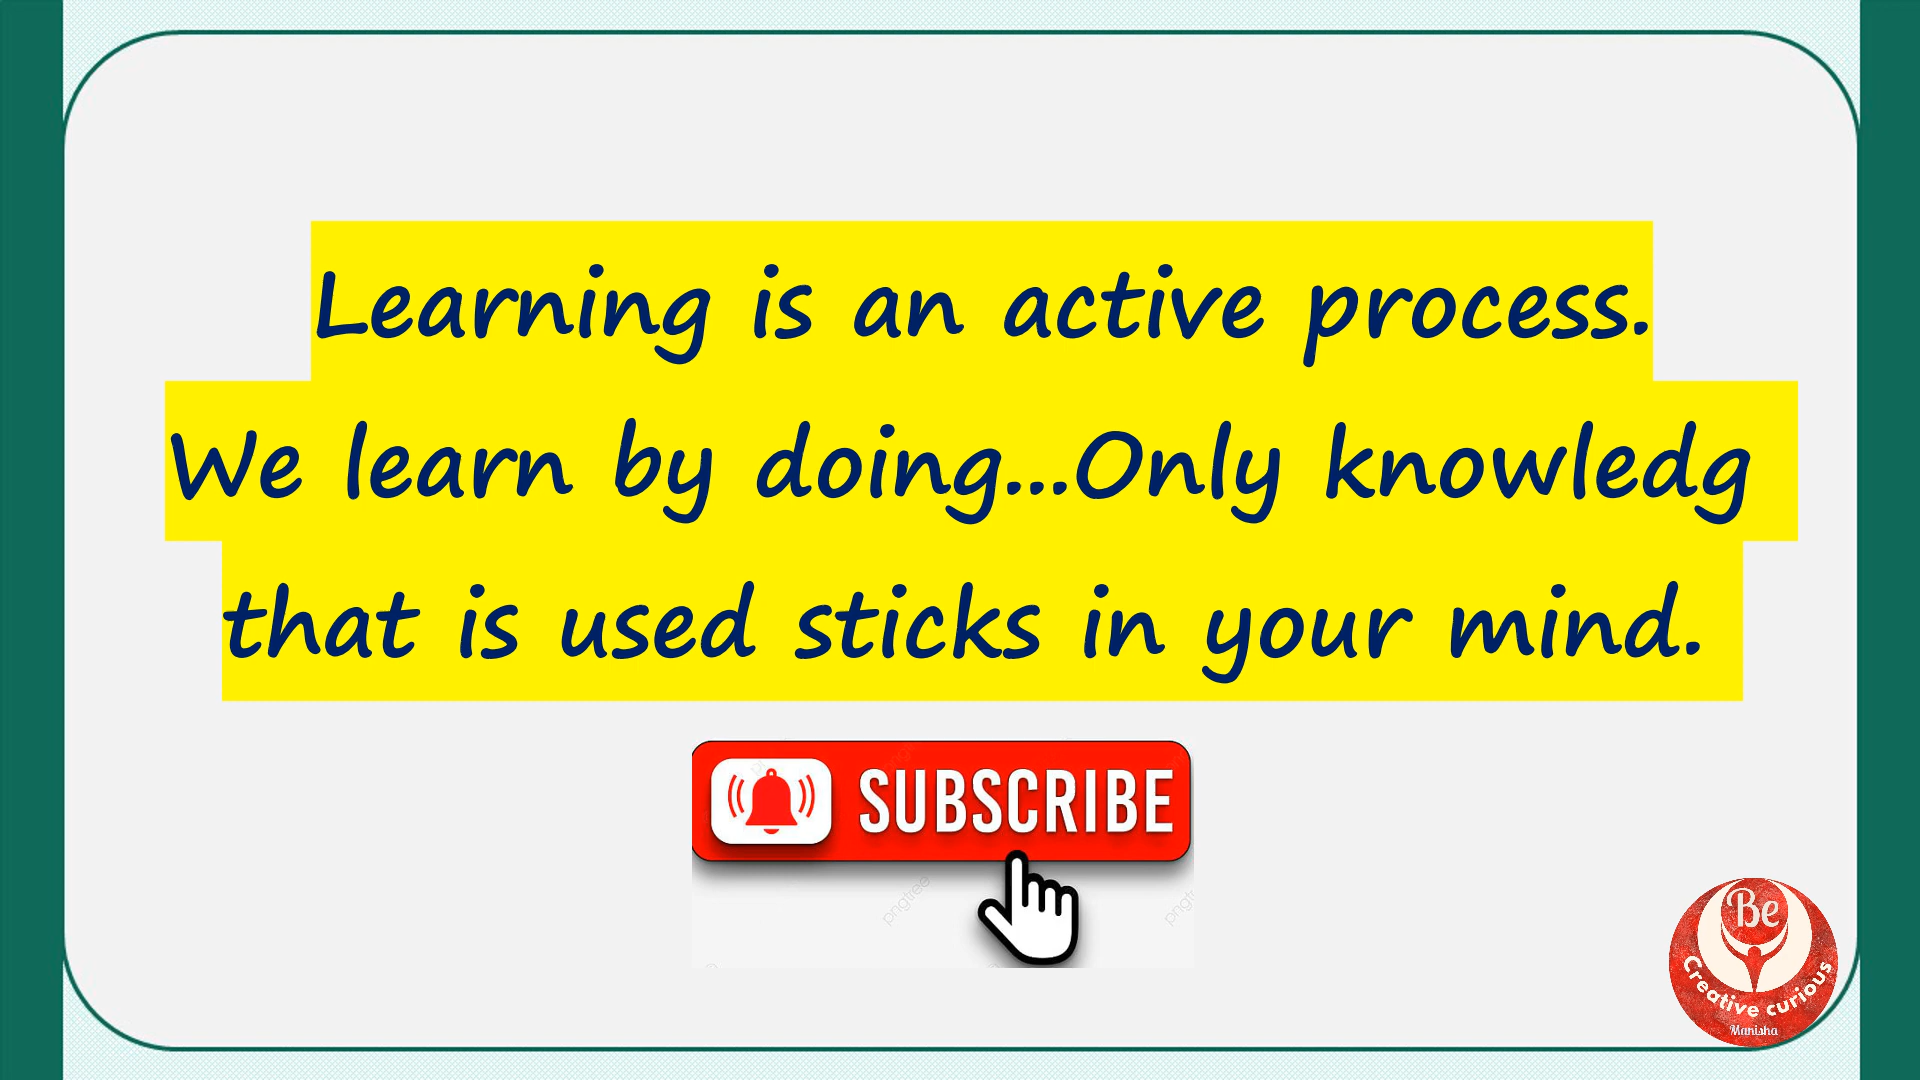 Learning is an active process.
We learn by doing...Only knowledg
that is used sticks in your mind.
SUBSCRIBE
pngtree
Be
Creative curious
Manisha